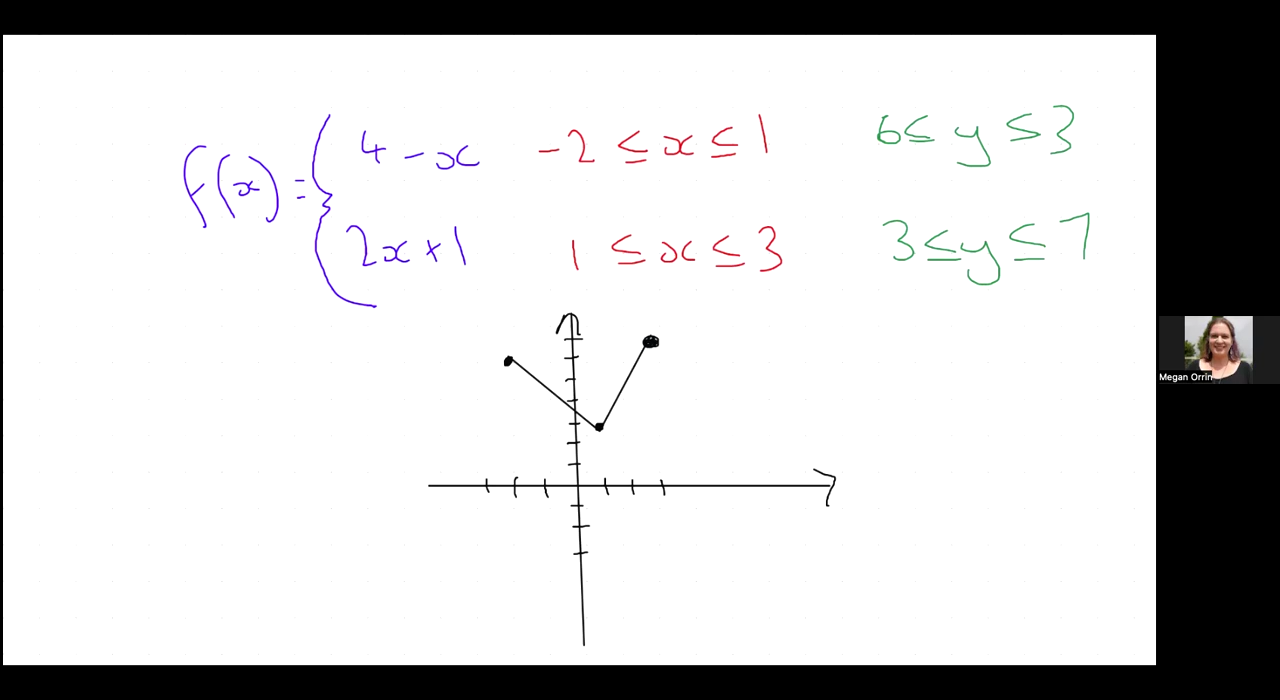 f(x) = { 4 - x   -2 ≤ x ≤ 1   6 ≤ y ≤ 3
2x + 1   1 ≤ x ≤ 3   3 ≤ y ≤ 7
Megan Orrin